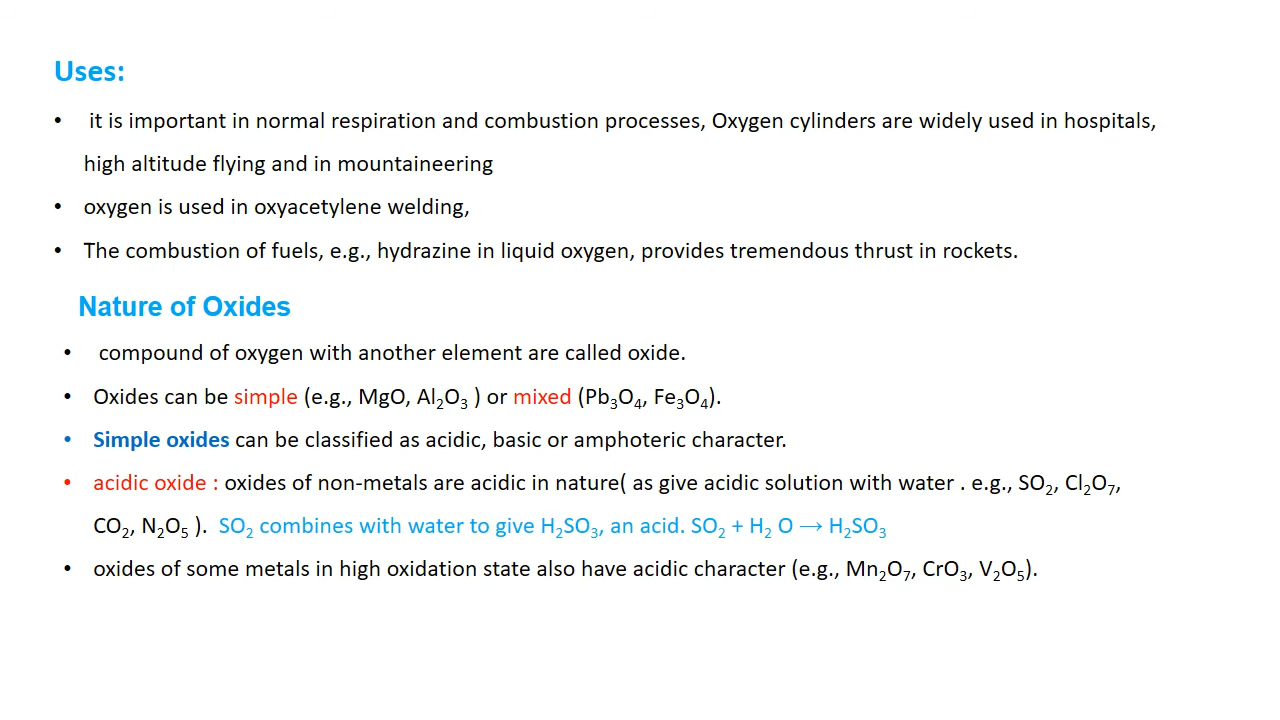 Uses:
• it is important in normal respiration and combustion processes, Oxygen cylinders are widely used in hospitals,
high altitude flying and in mountaineering
• oxygen is used in oxyacetylene welding,
• The combustion of fuels, e.g., hydrazine in liquid oxygen, provides tremendous thrust in rockets.
Nature of Oxides
• compound of oxygen with another element are called oxide.
• Oxides can be simple (e.g., MgO, Al₂O₃ ) or mixed (Pb₃O₄, Fe₃O₄).
• Simple oxides can be classified as acidic, basic or amphoteric character.
• acidic oxide : oxides of non-metals are acidic in nature( as give acidic solution with water . e.g., SO₂, Cl₂O₇,
CO₂, N₂O₅ ). SO₂ combines with water to give H₂SO₃, an acid. SO₂ + H₂ O → H₂SO₃
• oxides of some metals in high oxidation state also have acidic character (e.g., Mn₂O₇, CrO₃, V₂O₅).